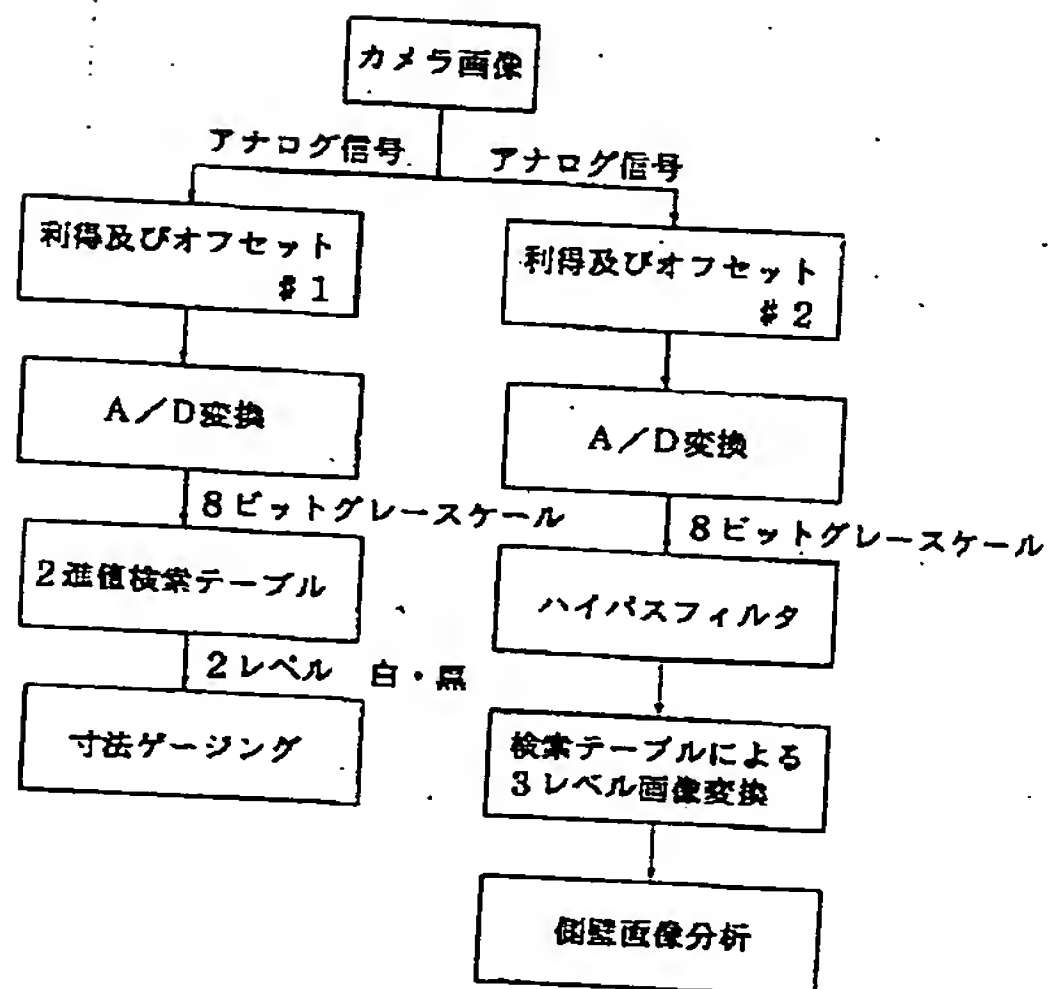 カメラ画像
アナログ信号
アナログ信号
利得及びオフセット
#1
利得及びオフセット
#2
A/D変換
A/D変換
8ビットグレースケール
8ビットグレースケール
2進値検索テーブル
ハイパスフィルタ
2レベル 白・黒
寸法ゲージング
検索テーブルによる
3レベル画像変換
側壁画像分析